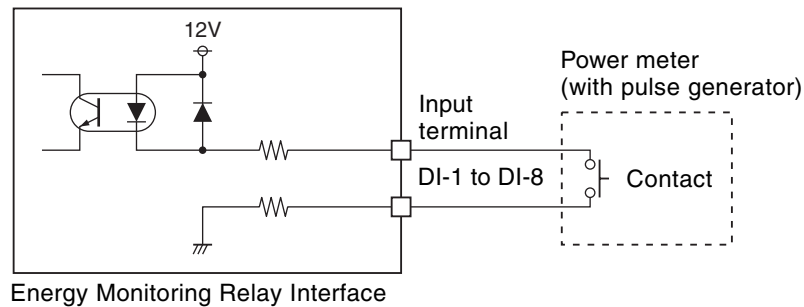 12V
Power meter
(with pulse generator)
Input
terminal
DI-1 to DI-8
Contact
Energy Monitoring Relay Interface